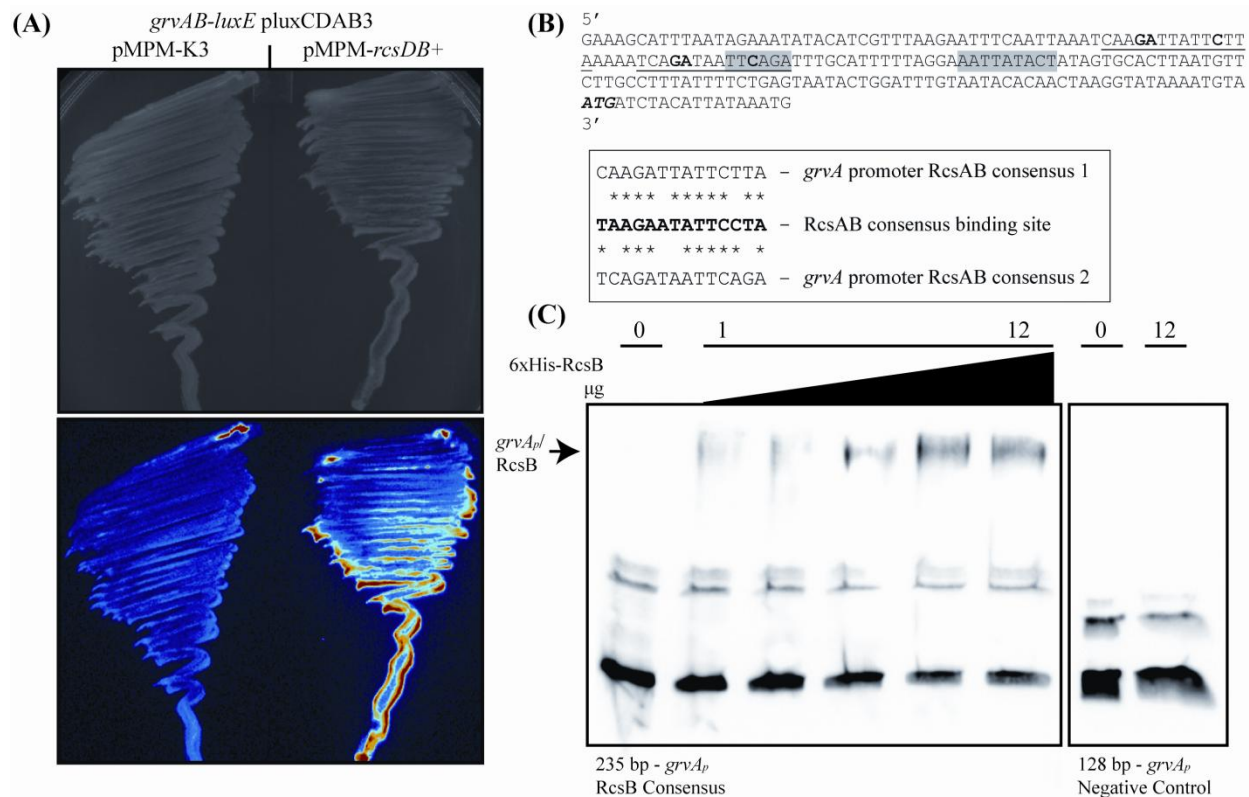 (A)
grvAB-luxE pluxCDAB3
pMPM-K3
pMPM-rcsDB+
(B)
5'
GAAAGCATTTAATAGAAATATACATCGTTTAAGAATTTCAATTAAATCAAGATTATTCTT
AAAAATCAGATAATTCAGATTTGCATTTTTAGGAAATTATACTATAGTGCACTTAATGTT
CTTGCCTTATTTTCTGAGTAATACTGGATTTGTAATACACAACTAAGGTATAAAATGTA
ATGATCTACATTATAAATG
3'
CAAGATTATTCTTA – grvA promoter RcsAB consensus 1
**** ***** **
TAAGAATATTCCTA – RcsAB consensus binding site
* *** ***** *
TCAGATAATTCAGA – grvA promoter RcsAB consensus 2
(C)
0 1 12 0 12
6xHis-RcsB
µg
grvAp/
RcsB
235 bp - grvAp
RcsB Consensus
128 bp - grvAp
Negative Control